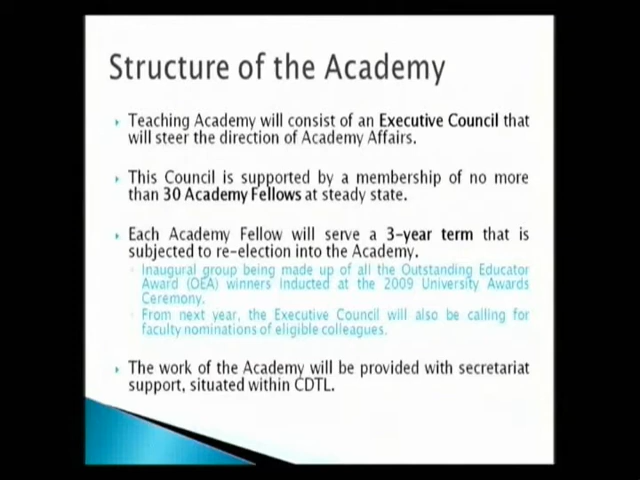 Structure of the Academy
Teaching Academy will consist of an Executive Council that
will steer the direction of Academy Affairs.
This Council is supported by a membership of no more
than 30 Academy Fellows at steady state.
Each Academy Fellow will serve a 3-year term that is
subjected to re-election into the Academy.
Inaugural group being made up of all the Outstanding Educator
Award (OEA) winners inducted at the 2009 University Awards
Ceremony.
From next year, the Executive Council will also be calling for
faculty nominations of eligible colleagues.
The work of the Academy will be provided with secretariat
support, situated within CDTL.